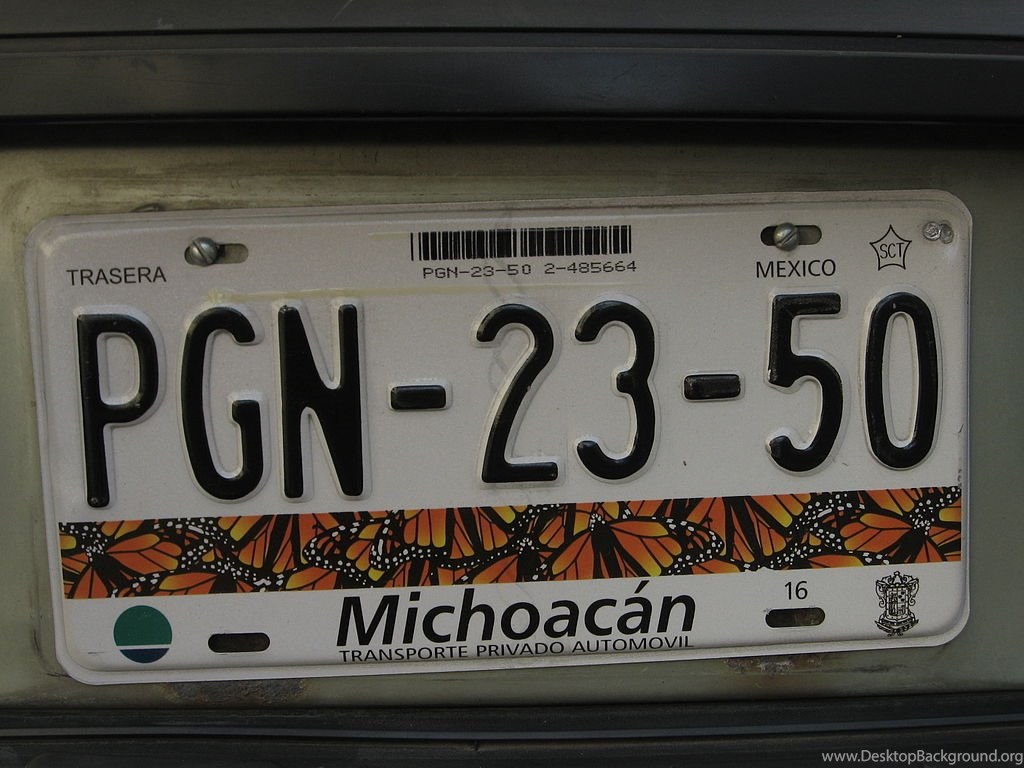 TRASERA
PGN-23-50 2-485664
MEXICO
SCT
PGN-23-50
Michoacán
16
TRANSPORTE PRIVADO AUTOMOVIL
www.DesktopBackground.org